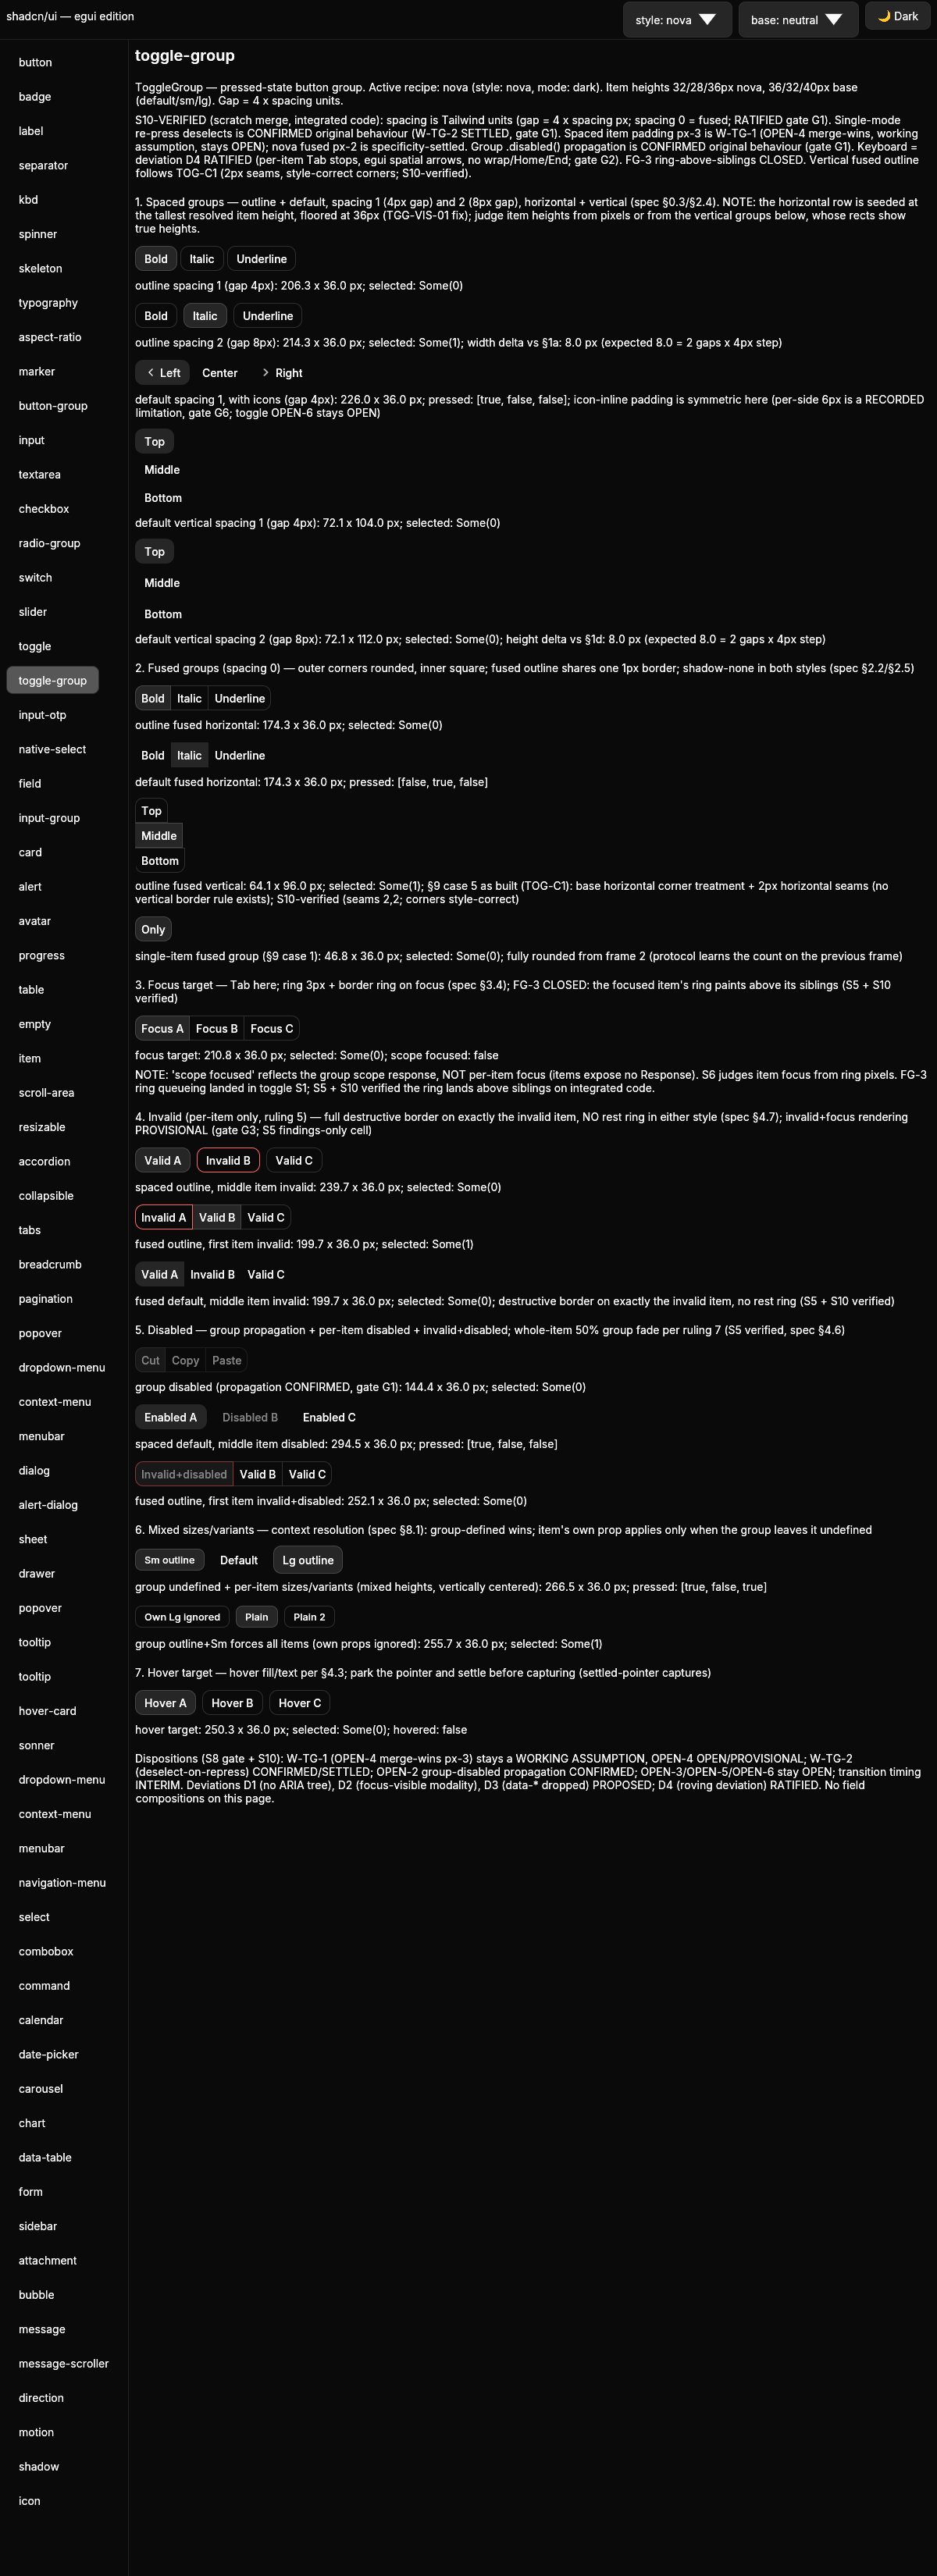 shadcn/ui — egui edition
style: nova
base: neutral
🌙 Dark
button
badge
label
separator
kbd
spinner
skeleton
typography
aspect-ratio
marker
button-group
input
textarea
checkbox
radio-group
switch
slider
toggle
toggle-group
input-otp
native-select
field
input-group
card
alert
avatar
progress
table
empty
item
scroll-area
resizable
accordion
collapsible
tabs
breadcrumb
pagination
popover
dropdown-menu
context-menu
menubar
dialog
alert-dialog
sheet
drawer
popover
tooltip
tooltip
hover-card
sonner
dropdown-menu
context-menu
menubar
navigation-menu
select
combobox
command
calendar
date-picker
carousel
chart
data-table
form
sidebar
attachment
bubble
message
message-scroller
direction
motion
shadow
icon
toggle-group
ToggleGroup — pressed-state button group. Active recipe: nova (style: nova, mode: dark). Item heights 32/28/36px nova, 36/32/40px base
(default/sm/lg). Gap = 4 x spacing units.
S10-VERIFIED (scratch merge, integrated code): spacing is Tailwind units (gap = 4 x spacing px; spacing 0 = fused; RATIFIED gate G1). Single-mode
re-press deselects is CONFIRMED original behaviour (W-TG-2 SETTLED, gate G1). Spaced item padding px-3 is W-TG-1 (OPEN-4 merge-wins, working
assumption, stays OPEN); nova fused px-2 is specificity-settled. Group .disabled() propagation is CONFIRMED original behaviour (gate G1). Keyboard =
deviation D4 RATIFIED (per-item Tab stops, egui spatial arrows, no wrap/Home/End; gate G2). FG-3 ring-above-siblings CLOSED. Vertical fused outline
follows TOG-C1 (2px seams, style-correct corners; S10-verified).
1. Spaced groups — outline + default, spacing 1 (4px gap) and 2 (8px gap), horizontal + vertical (spec §0.3/§2.4). NOTE: the horizontal row is seeded at
the tallest resolved item height, floored at 36px (TGG-VIS-01 fix); judge item heights from pixels or from the vertical groups below, whose rects show
true heights.
Bold Italic Underline
outline spacing 1 (gap 4px): 206.3 x 36.0 px; selected: Some(0)
Bold Italic Underline
outline spacing 2 (gap 8px): 214.3 x 36.0 px; selected: Some(1); width delta vs §1a: 8.0 px (expected 8.0 = 2 gaps x 4px step)
Left Center Right
default spacing 1, with icons (gap 4px): 226.0 x 36.0 px; pressed: [true, false, false]; icon-inline padding is symmetric here (per-side 6px is a RECORDED
limitation, gate G6; toggle OPEN-6 stays OPEN)
Top
Middle
Bottom
default vertical spacing 1 (gap 4px): 72.1 x 104.0 px; selected: Some(0)
Top
Middle
Bottom
default vertical spacing 2 (gap 8px): 72.1 x 112.0 px; selected: Some(0); height delta vs §1d: 8.0 px (expected 8.0 = 2 gaps x 4px step)
2. Fused groups (spacing 0) — outer corners rounded, inner square; fused outline shares one 1px border; shadow-none in both styles (spec §2.2/§2.5)
Bold Italic Underline
outline fused horizontal: 174.3 x 36.0 px; selected: Some(0)
Bold Italic Underline
default fused horizontal: 174.3 x 36.0 px; pressed: [false, true, false]
Top
Middle
Bottom
outline fused vertical: 64.1 x 96.0 px; selected: Some(1); §9 case 5 as built (TOG-C1): base horizontal corner treatment + 2px horizontal seams (no
vertical border rule exists); S10-verified (seams 2,2; corners style-correct)
Only
single-item fused group (§9 case 1): 46.8 x 36.0 px; selected: Some(0); fully rounded from frame 2 (protocol learns the count on the previous frame)
3. Focus target — Tab here; ring 3px + border ring on focus (spec §3.4); FG-3 CLOSED: the focused item's ring paints above its siblings (S5 + S10
verified)
Focus A Focus B Focus C
focus target: 210.8 x 36.0 px; selected: Some(0); scope focused: false
NOTE: 'scope focused' reflects the group scope response, NOT per-item focus (items expose no Response). S6 judges item focus from ring pixels. FG-3
ring queueing landed in toggle S1; S5 + S10 verified the ring lands above siblings on integrated code.
4. Invalid (per-item only, ruling 5) — full destructive border on exactly the invalid item, NO rest ring in either style (spec §4.7); invalid+focus rendering
PROVISIONAL (gate G3; S5 findings-only cell)
Valid A Invalid B Valid C
spaced outline, middle item invalid: 239.7 x 36.0 px; selected: Some(0)
Invalid A Valid B Valid C
fused outline, first item invalid: 199.7 x 36.0 px; selected: Some(1)
Valid A Invalid B Valid C
fused default, middle item invalid: 199.7 x 36.0 px; selected: Some(0); destructive border on exactly the invalid item, no rest ring (S5 + S10 verified)
5. Disabled — group propagation + per-item disabled + invalid+disabled; whole-item 50% group fade per ruling 7 (S5 verified, spec §4.6)
Cut Copy Paste
group disabled (propagation CONFIRMED, gate G1): 144.4 x 36.0 px; selected: Some(0)
Enabled A Disabled B Enabled C
spaced default, middle item disabled: 294.5 x 36.0 px; pressed: [true, false, false]
Invalid+disabled Valid B Valid C
fused outline, first item invalid+disabled: 252.1 x 36.0 px; selected: Some(0)
6. Mixed sizes/variants — context resolution (spec §8.1): group-defined wins; item's own prop applies only when the group leaves it undefined
Sm outline Default Lg outline
group undefined + per-item sizes/variants (mixed heights, vertically centered): 266.5 x 36.0 px; pressed: [true, false, true]
Own Lg ignored Plain Plain 2
group outline+Sm forces all items (own props ignored): 255.7 x 36.0 px; selected: Some(1)
7. Hover target — hover fill/text per §4.3; park the pointer and settle before capturing (settled-pointer captures)
Hover A Hover B Hover C
hover target: 250.3 x 36.0 px; selected: Some(0); hovered: false
Dispositions (S8 gate + S10): W-TG-1 (OPEN-4 merge-wins px-3) stays a WORKING ASSUMPTION, OPEN-4 OPEN/PROVISIONAL; W-TG-2
(deselect-on-repress) CONFIRMED/SETTLED; OPEN-2 group-disabled propagation CONFIRMED; OPEN-3/OPEN-5/OPEN-6 stay OPEN; transition timing
INTERIM. Deviations D1 (no ARIA tree), D2 (focus-visible modality), D3 (data-* dropped) PROPOSED; D4 (roving deviation) RATIFIED. No field
compositions on this page.